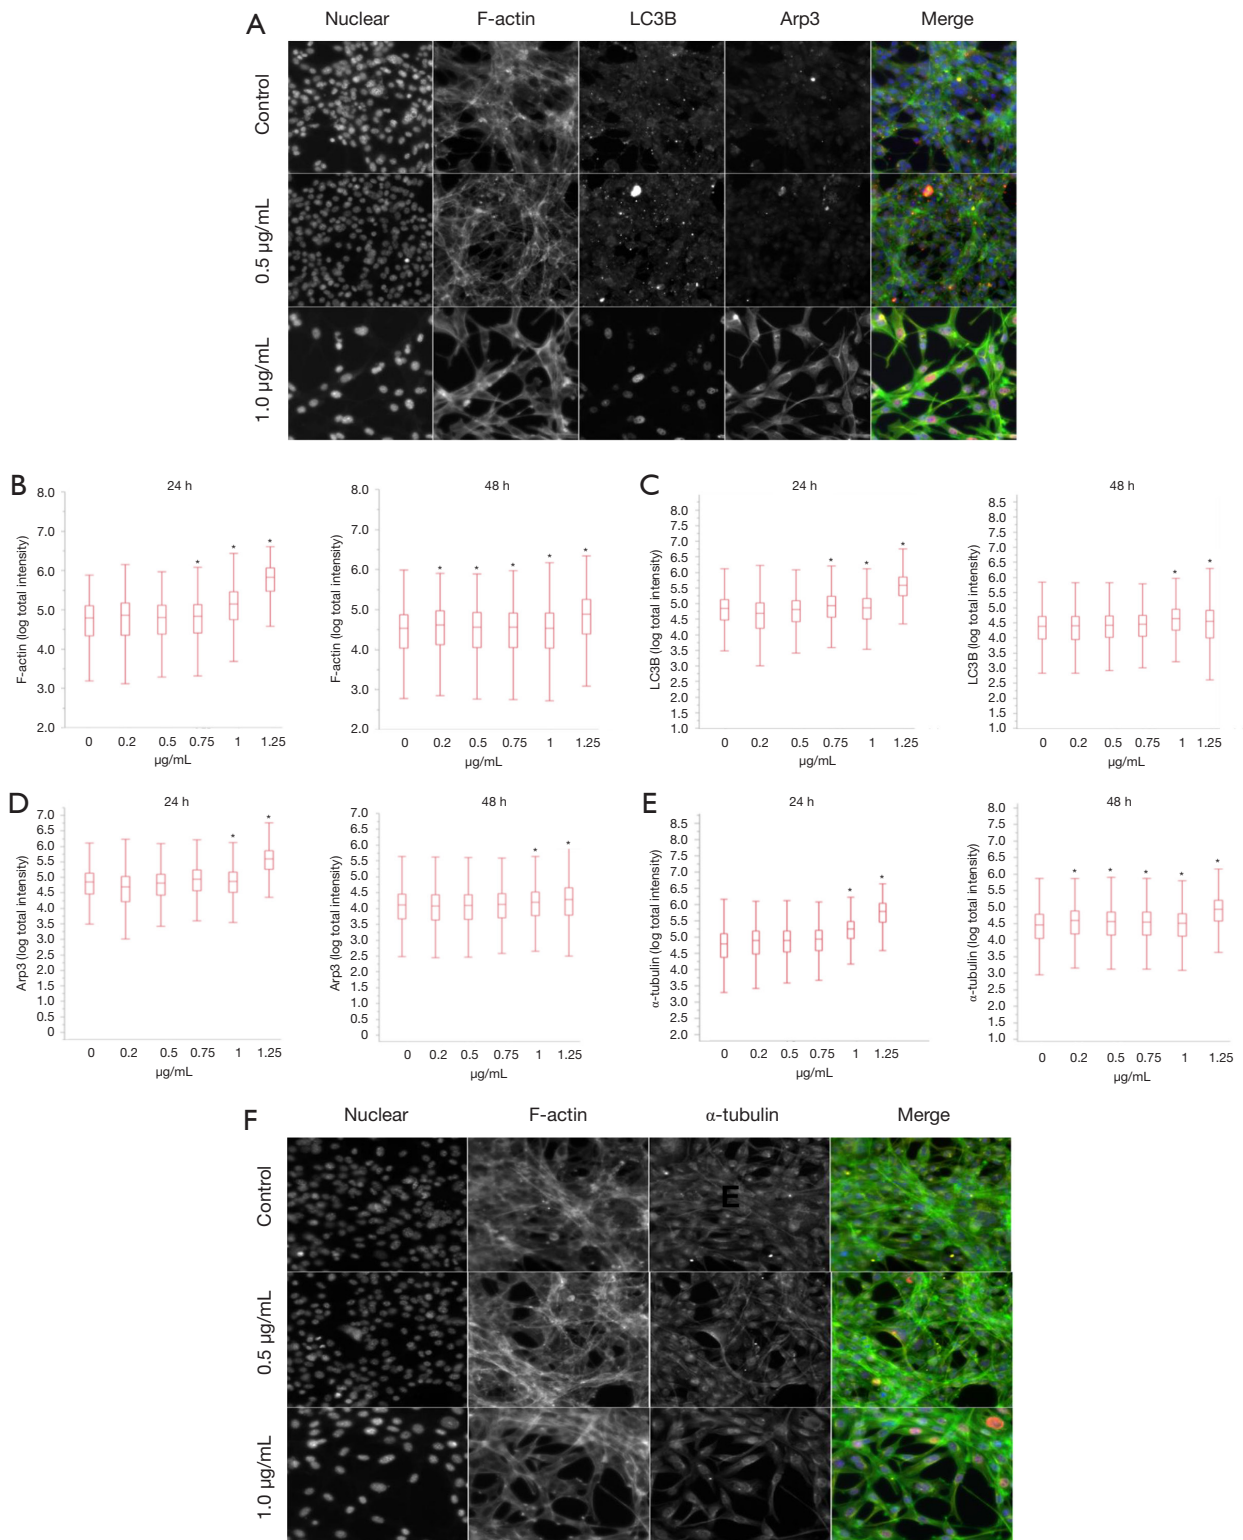 A
Nuclear F-actin LC3B Arp3 Merge
Control
0.5 µg/mL
1.0 µg/mL
B
24 h
F-actin (log total intensity)
8.0
7.0
6.0
5.0
4.0
3.0
2.0
* * *
0 0.2 0.5 0.75 1 1.25
µg/mL
48 h
F-actin (log total intensity)
8.0
7.0
6.0
5.0
4.0
3.0
2.0
* * * * *
0 0.2 0.5 0.75 1 1.25
µg/mL
C
24 h
LC3B (log total intensity)
8.0
7.0
6.5
6.0
5.5
5.0
4.5
4.0
3.5
3.0
2.5
2.0
1.5
1.0
* * *
0 0.2 0.5 0.75 1 1.25
µg/mL
48 h
LC3B (log total intensity)
8.5
8.0
7.5
7.0
6.5
6.0
5.5
5.0
4.5
4.0
3.5
3.0
2.5
2.0
1.5
1.0
* *
0 0.2 0.5 0.75 1 1.25
µg/mL
D
24 h
Arp3 (log total intensity)
7.0
6.5
6.0
5.5
5.0
4.5
4.0
3.5
3.0
2.5
2.0
1.5
1.0
0.5
0
* *
0 0.2 0.5 0.75 1 1.25
µg/mL
48 h
Arp3 (log total intensity)
7.0
6.5
6.0
5.5
5.0
4.5
4.0
3.5
3.0
2.5
2.0
1.5
1.0
0.5
0
* *
0 0.2 0.5 0.75 1 1.25
µg/mL
E
24 h
α-tubulin (log total intensity)
8.5
8.0
7.5
7.0
6.5
6.0
5.5
5.0
4.5
4.0
3.5
3.0
2.5
2.0
* *
0 0.2 0.5 0.75 1 1.25
µg/mL
48 h
α-tubulin (log total intensity)
8.0
7.5
7.0
6.5
6.0
5.5
5.0
4.5
4.0
3.5
3.0
2.5
2.0
1.5
1.0
* * * * *
0 0.2 0.5 0.75 1 1.25
µg/mL
F
Nuclear F-actin α-tubulin Merge
Control
E
0.5 µg/mL
1.0 µg/mL